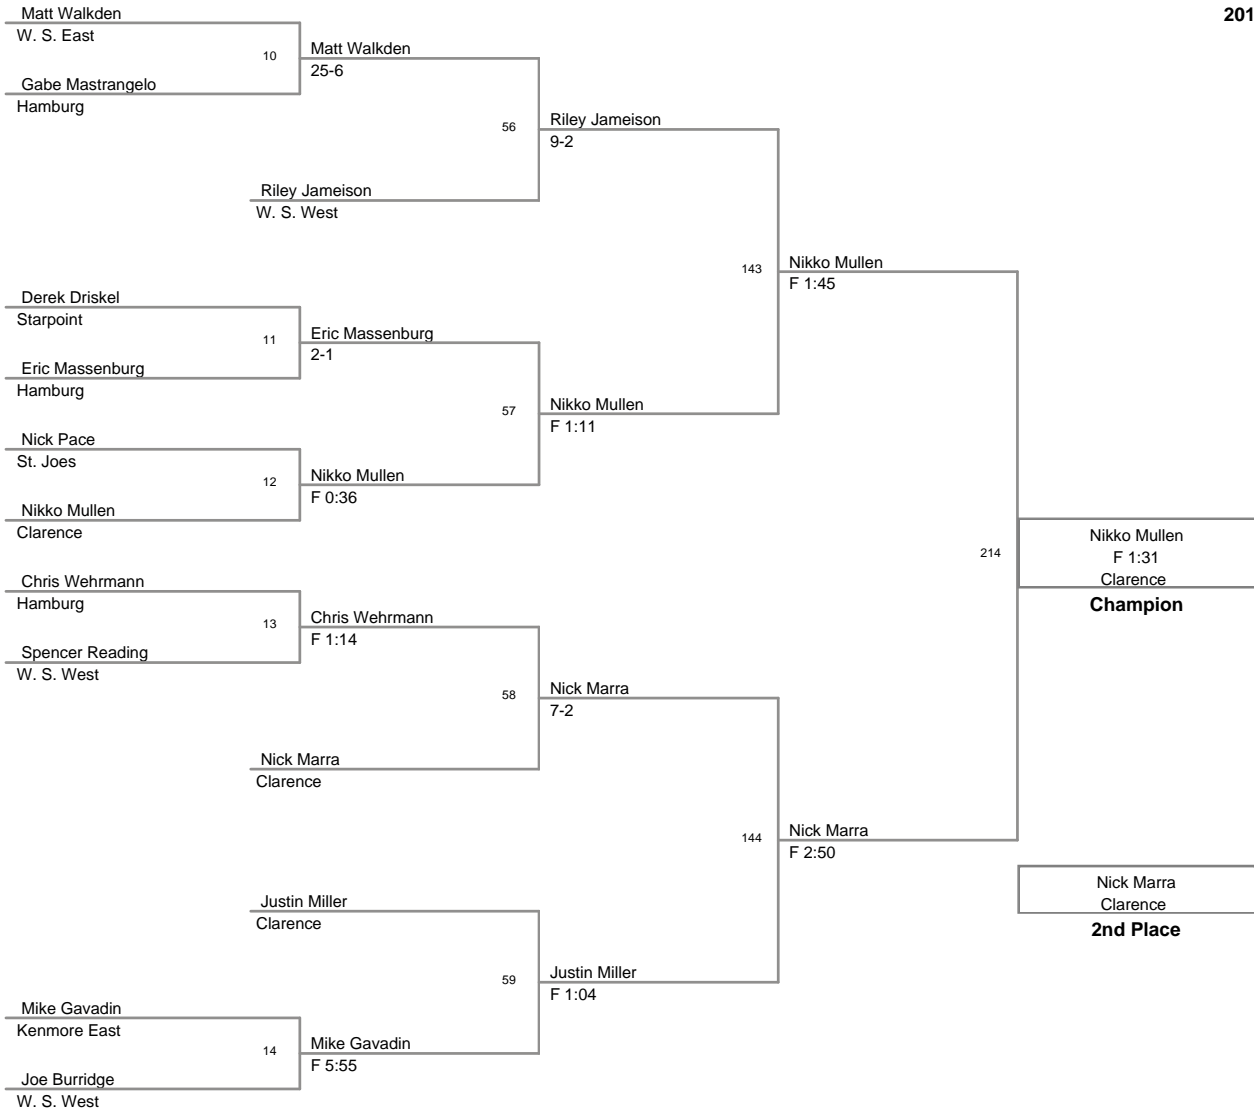 201
Matt Walkden
W. S. East
10
Matt Walkden
25-6
Gabe Mastrangelo
Hamburg
56
Riley Jameison
9-2
Riley Jameison
W. S. West
143
Nikko Mullen
F 1:45
Derek Driskel
Starpoint
11
Eric Massenburg
2-1
Eric Massenburg
Hamburg
57
Nikko Mullen
F 1:11
Nick Pace
St. Joes
12
Nikko Mullen
F 0:36
Nikko Mullen
Clarence
214
Nikko Mullen
F 1:31
Clarence
Champion
Chris Wehrmann
Hamburg
13
Chris Wehrmann
F 1:14
Spencer Reading
W. S. West
58
Nick Marra
7-2
Nick Marra
Clarence
144
Nick Marra
F 2:50
Nick Marra
Clarence
2nd Place
Justin Miller
Clarence
59
Justin Miller
F 1:04
Mike Gavadin
Kenmore East
14
Mike Gavadin
F 5:55
Joe Burridge
W. S. West